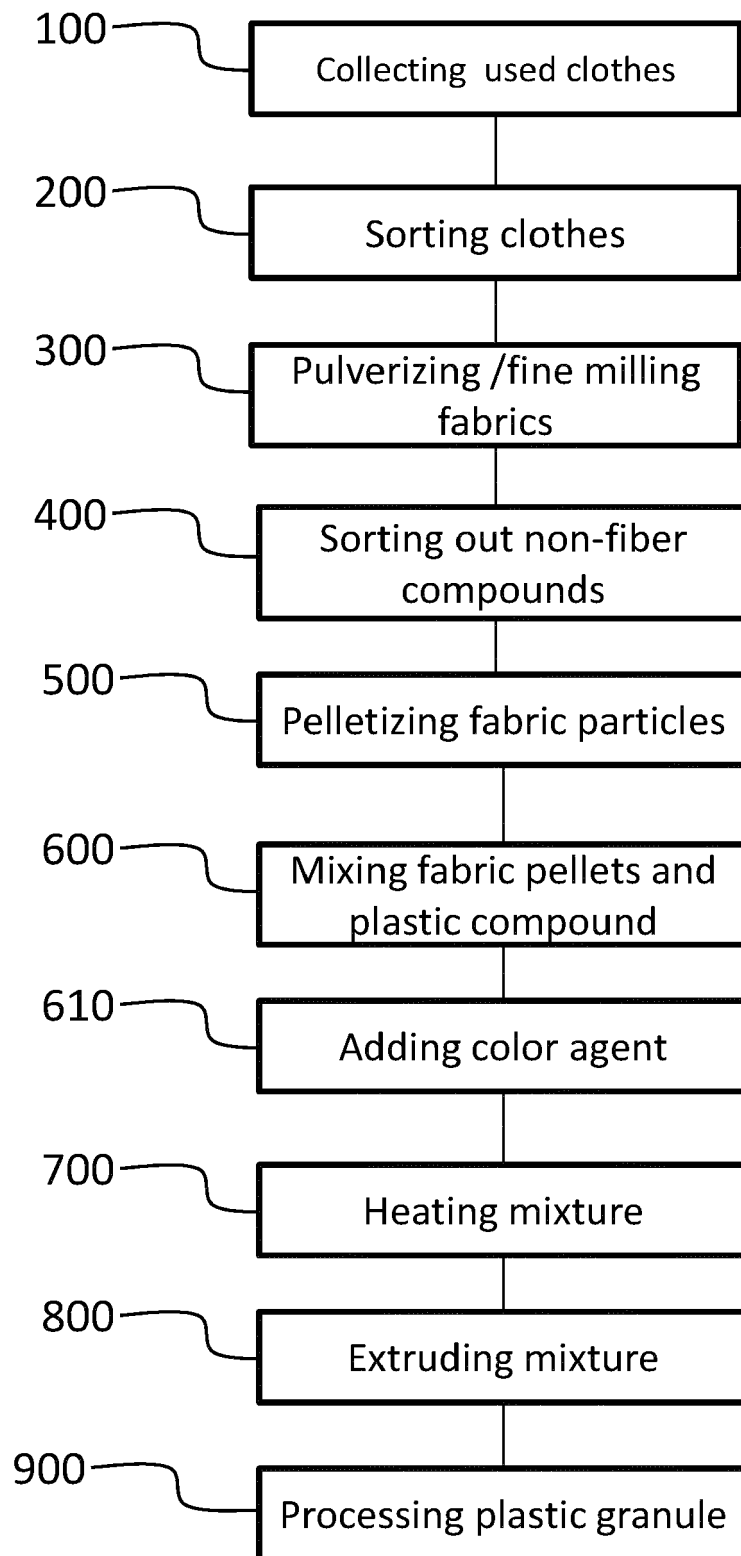 100
Collecting used clothes
200
Sorting clothes
300
Pulverizing /fine milling
fabrics
400
Sorting out non-fiber
compounds
500
Pelletizing fabric particles
600
Mixing fabric pellets and
plastic compound
610
Adding color agent
700
Heating mixture
800
Extruding mixture
900
Processing plastic granule